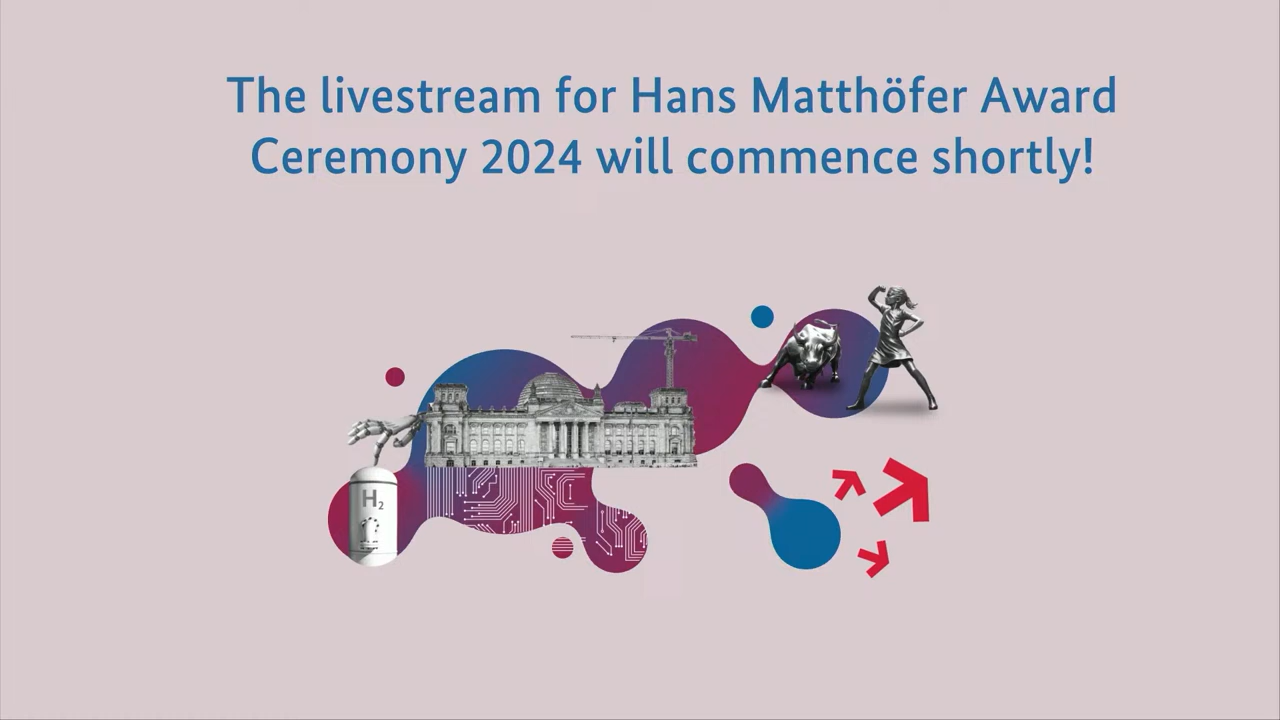 The livestream for Hans Matthöfer Award
Ceremony 2024 will commence shortly!
H2